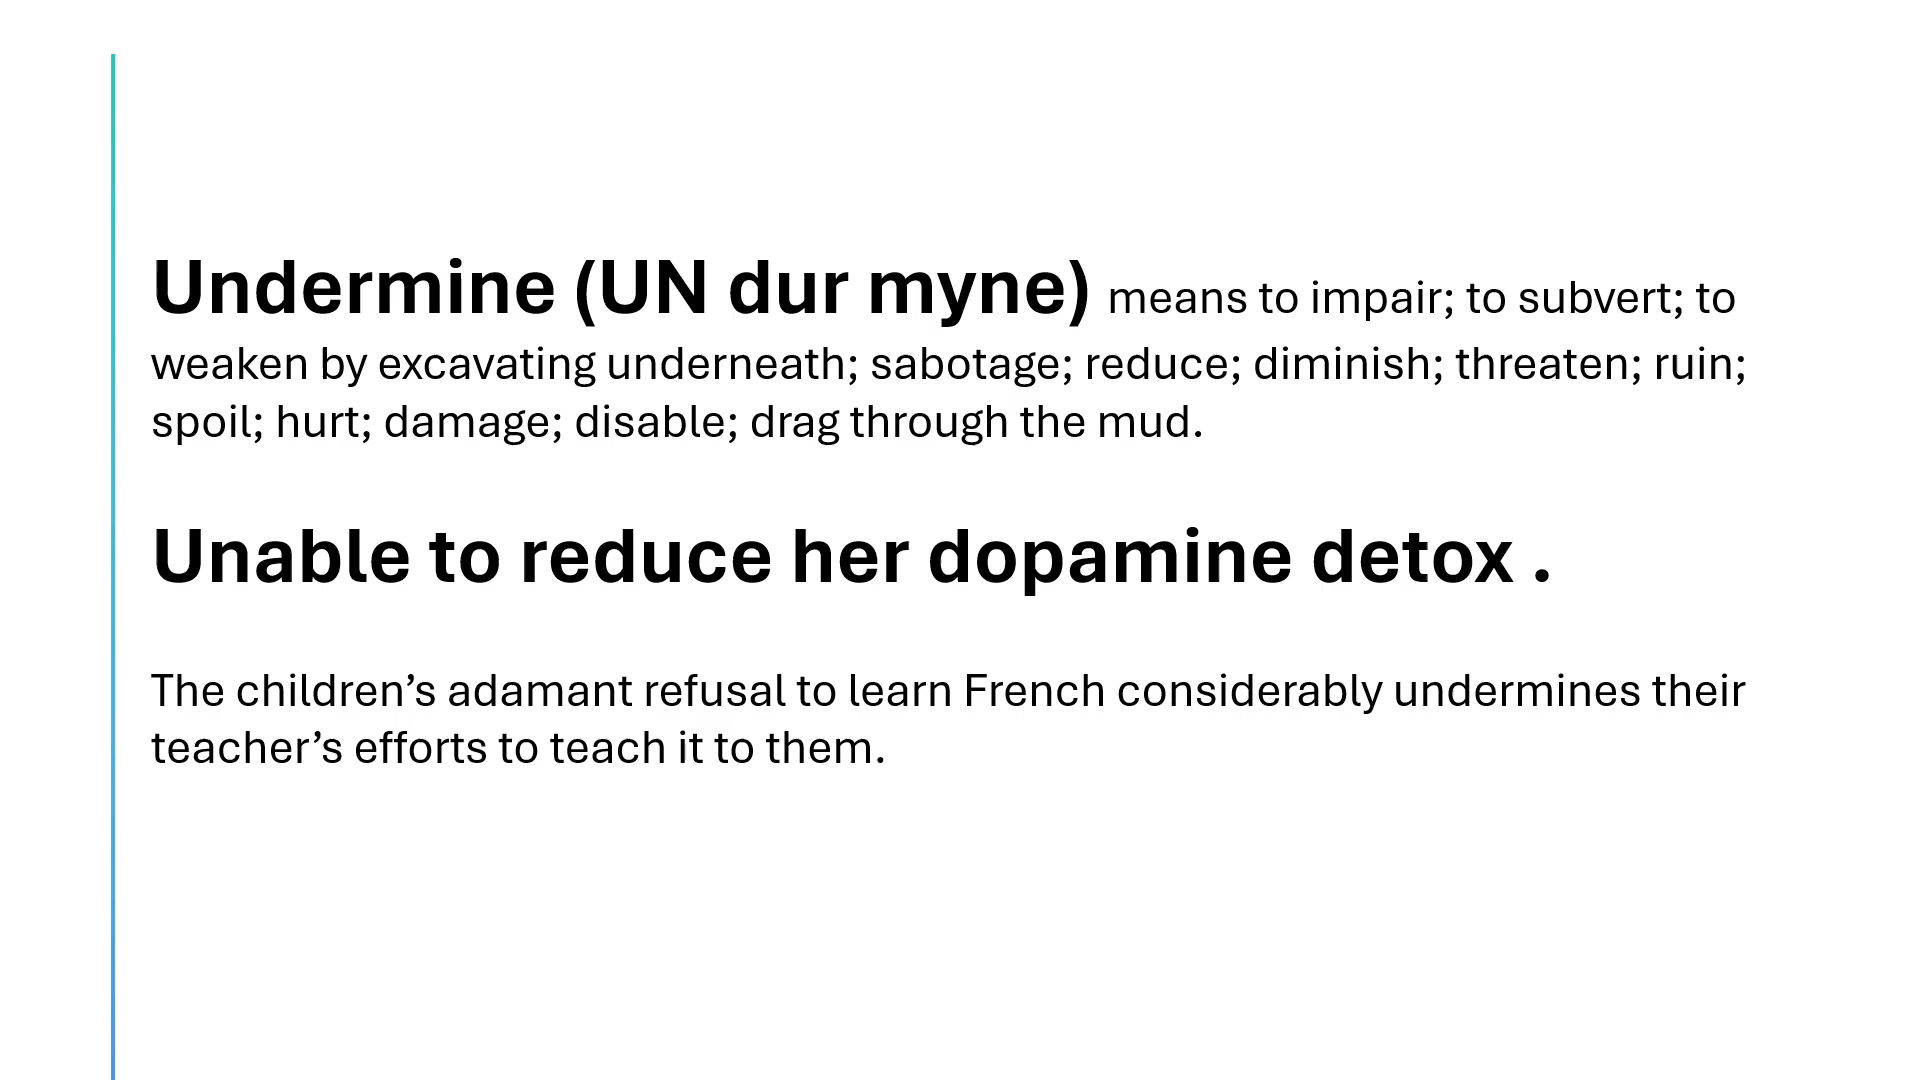 Undermine (UN dur myne) means to impair; to subvert; to
weaken by excavating underneath; sabotage; reduce; diminish; threaten; ruin;
spoil; hurt; damage; disable; drag through the mud.
Unable to reduce her dopamine detox .
The children’s adamant refusal to learn French considerably undermines their
teacher’s efforts to teach it to them.